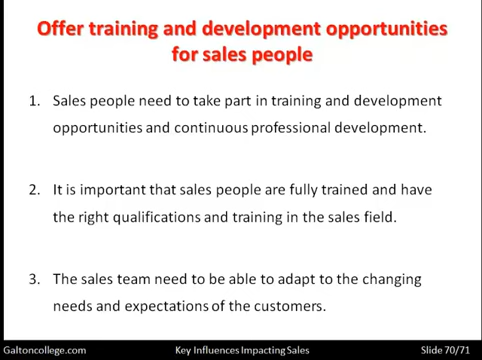 Offer training and development opportunities
for sales people
1. Sales people need to take part in training and development
opportunities and continuous professional development.
2. It is important that sales people are fully trained and have
the right qualifications and training in the sales field.
3. The sales team need to be able to adapt to the changing
needs and expectations of the customers.
Galtoncollege.com Key Influences Impacting Sales Slide 70/71